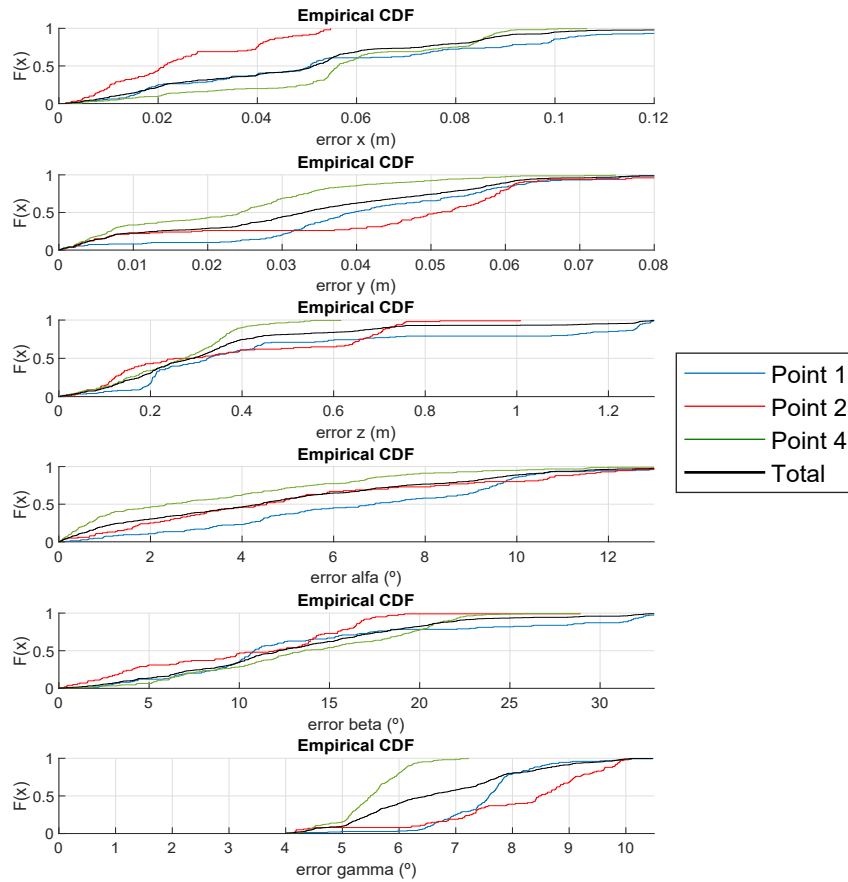 Empirical CDF
1
0.5
0
F(x)
0 0.02 0.04 0.06 0.08 0.1 0.12
error x (m)
Empirical CDF
1
0.5
0
F(x)
0 0.01 0.02 0.03 0.04 0.05 0.06 0.07 0.08
error y (m)
Empirical CDF
1
0.5
0
F(x)
0 0.2 0.4 0.6 0.8 1 1.2
error z (m)
Empirical CDF
1
0.5
0
F(x)
0 2 4 6 8 10 12
error alfa (º)
Empirical CDF
1
0.5
0
F(x)
0 5 10 15 20 25 30
error beta (º)
Empirical CDF
1
0.5
0
F(x)
0 1 2 3 4 5 6 7 8 9 10
error gamma (º)
Point 1
Point 2
Point 4
Total